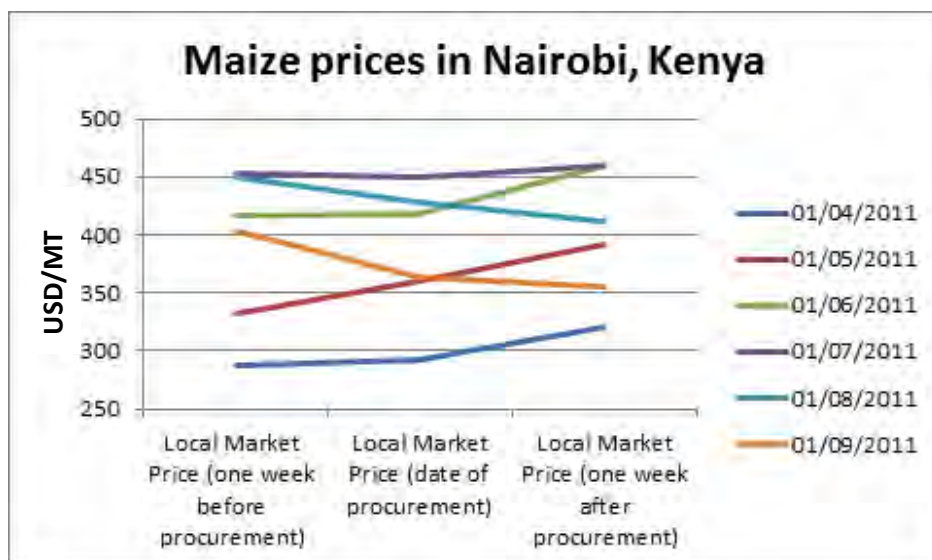 Maize prices in Nairobi, Kenya
USD/MT
500
450
400
350
300
250
Local Market
Price (one week
before
procurement)
Local Market
Price (date of
procurement)
Local Market
Price (one week
after
procurement)
01/04/2011
01/05/2011
01/06/2011
01/07/2011
01/08/2011
01/09/2011